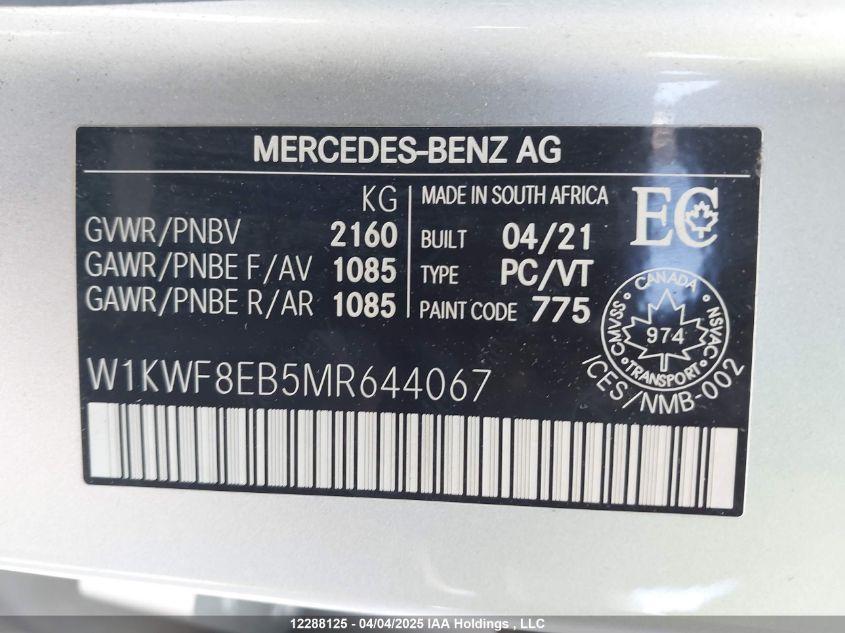 MERCEDES-BENZ AG
KG
GVWR/PNBV 2160
GAWR/PNBE F/AV 1085
GAWR/PNBE R/AR 1085
MADE IN SOUTH AFRICA
BUILT 04/21
TYPE PC/VT
PAINT CODE 775
EC
CANADA
CMVSS 974 NSVAC
TRANSPORT
ICES/NMB-002
W1KWF8EB5MR644067
12288125 - 04/04/2025 IAA Holdings , LLC